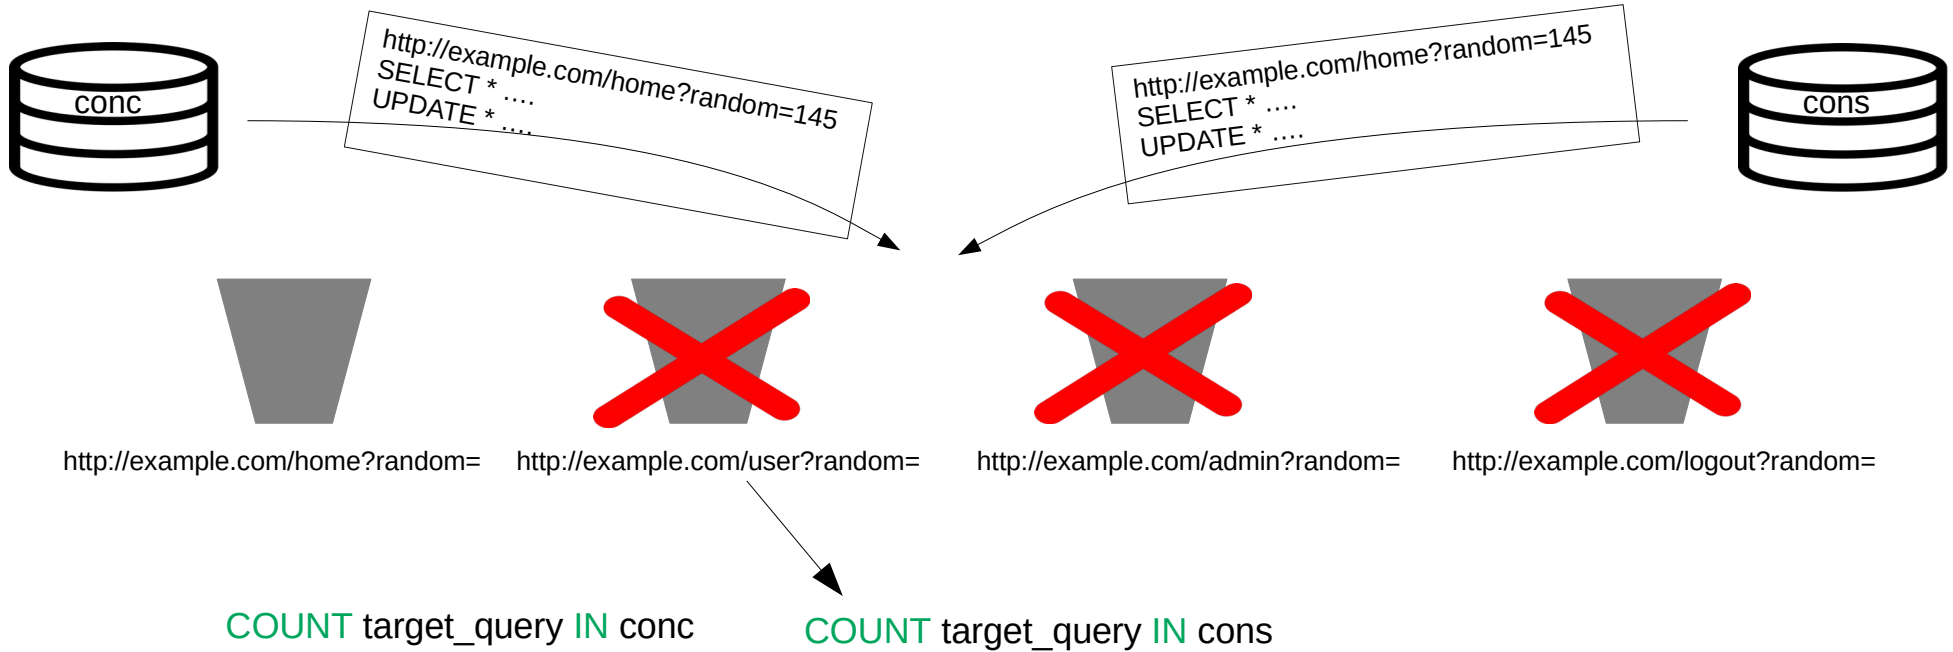 conc
http://example.com/home?random=145
SELECT * ....
UPDATE * ....
http://example.com/home?random=145
SELECT * ....
UPDATE * ....
cons
http://example.com/home?random=
http://example.com/user?random=
http://example.com/admin?random=
http://example.com/logout?random=
COUNT target_query IN conc
COUNT target_query IN cons